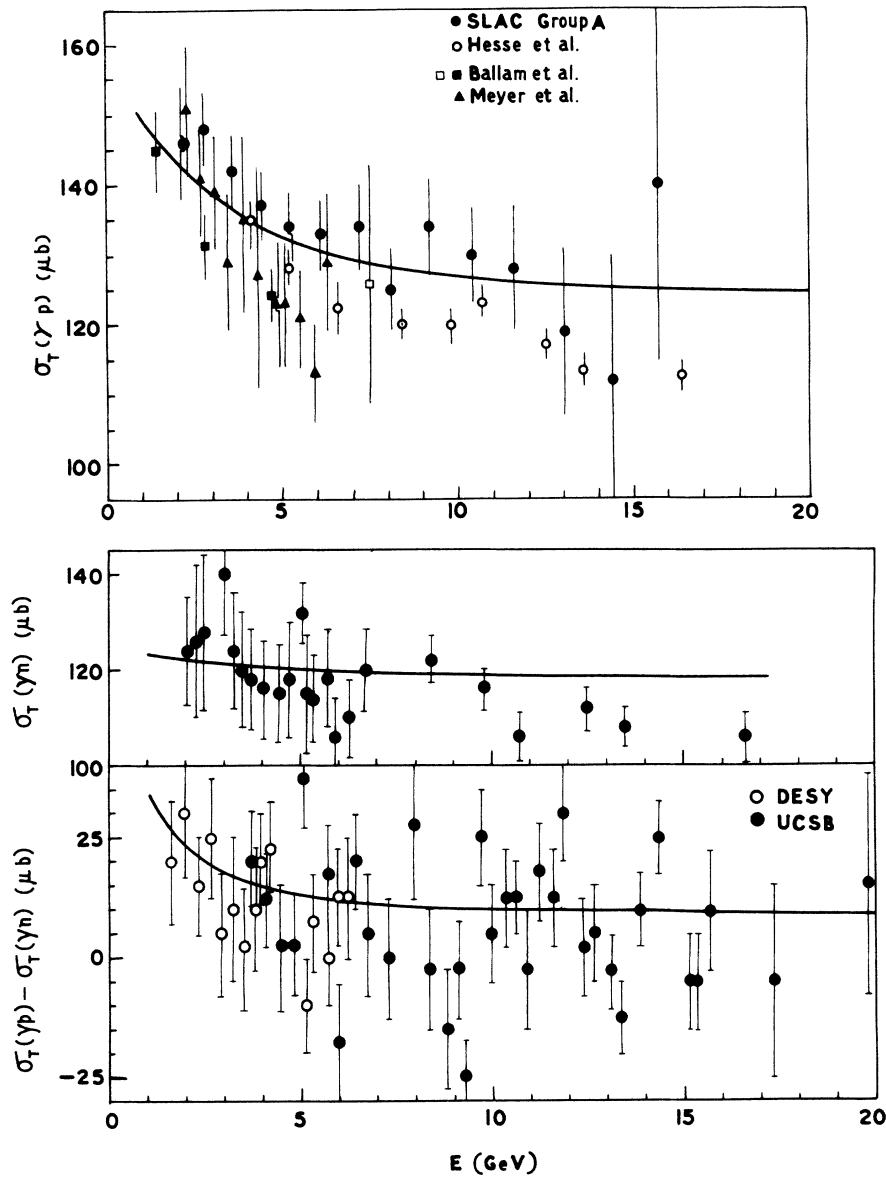 160
140
120
100
σT(γp) (μb)
● SLAC Group A
○ Hesse et al.
□ ■ Ballam et al.
▲ Meyer et al.
0 5 10 15 20
140
120
100
σT(γn) (μb)
25
0
−25
σT(γp) − σT(γn) (μb)
○ DESY
● UCSB
0 5 10 15 20
E (GeV)